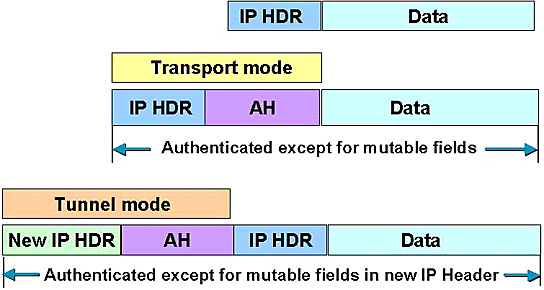 IP HDR Data
Transport mode
IP HDR AH Data
Authenticated except for mutable fields
Tunnel mode
New IP HDR AH IP HDR Data
Authenticated except for mutable fields in new IP Header